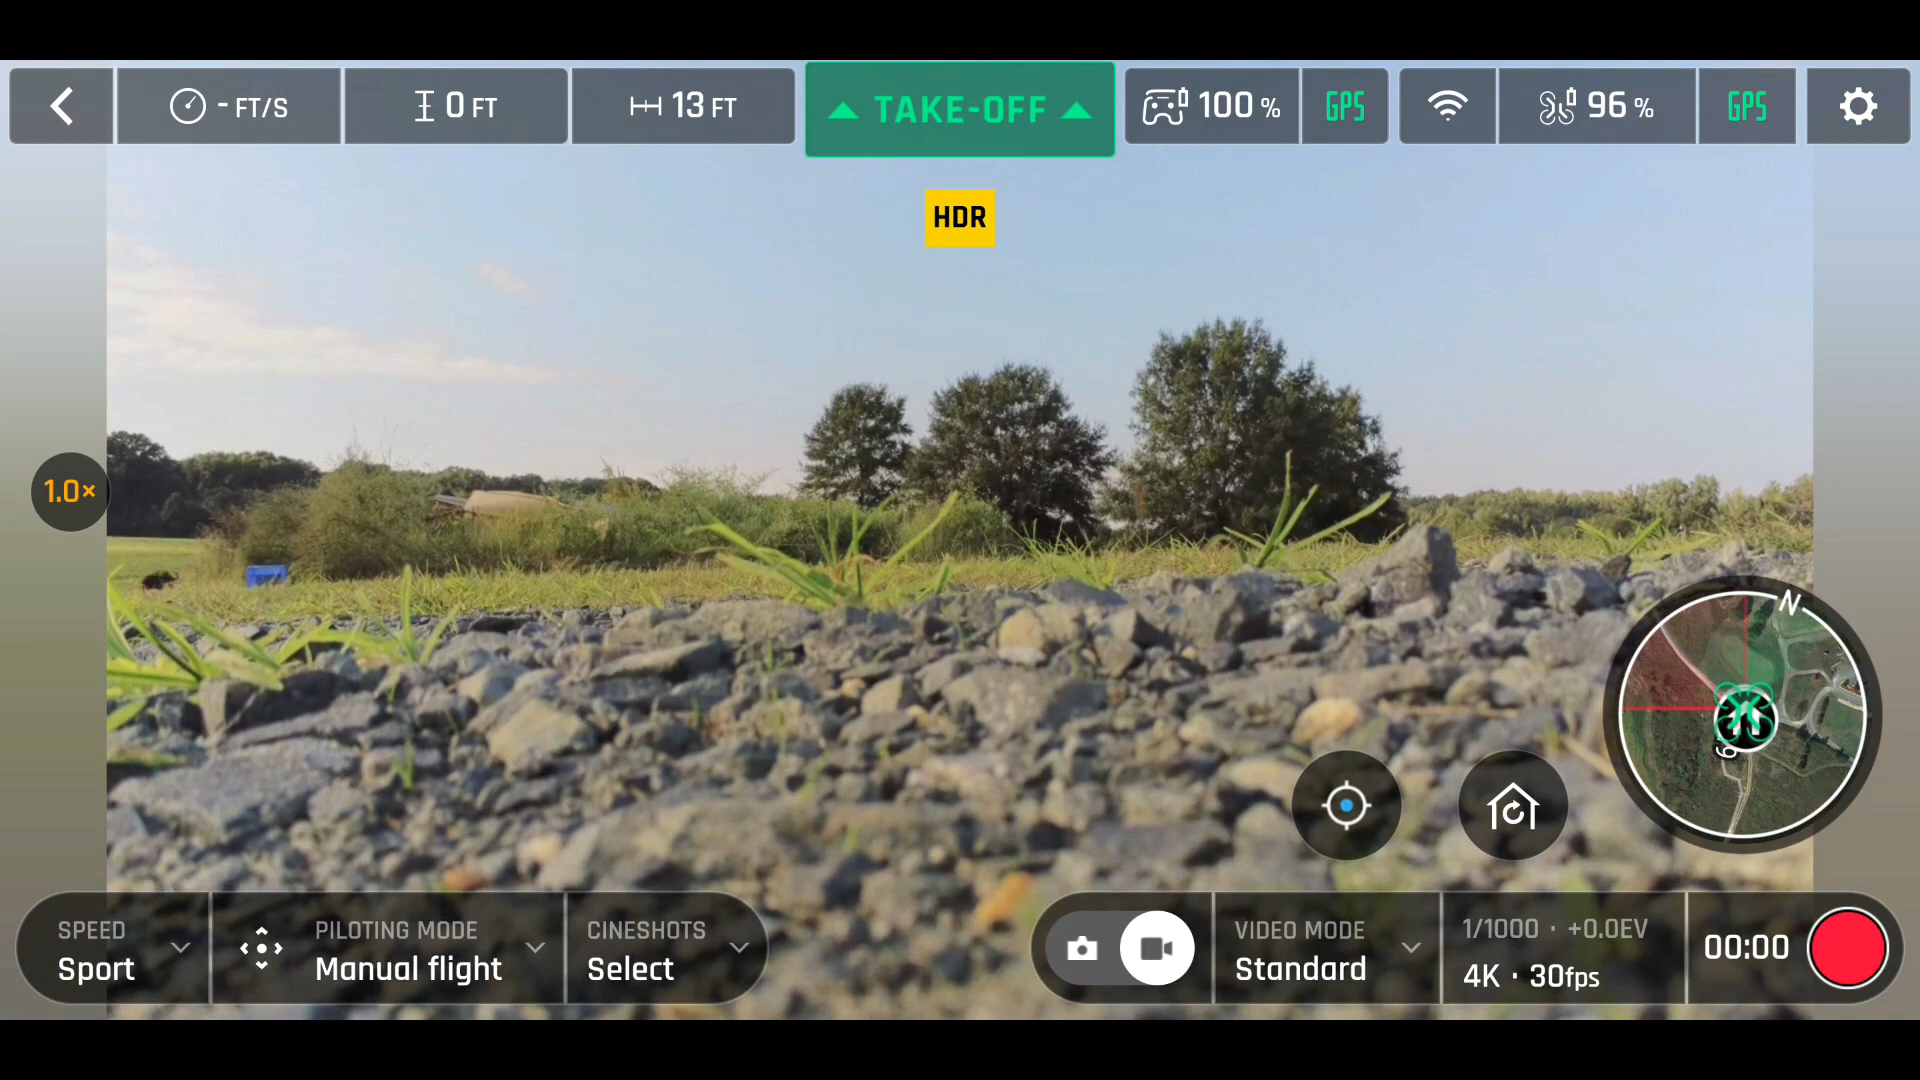 - FT/S
0 FT
13 FT
TAKE-OFF
100 %
GPS
96 %
GPS
HDR
1.0×
N
SPEED
Sport
PILOTING MODE
Manual flight
CINESHOTS
Select
VIDEO MODE
Standard
1/1000 · +0.0EV
4K · 30fps
00:00